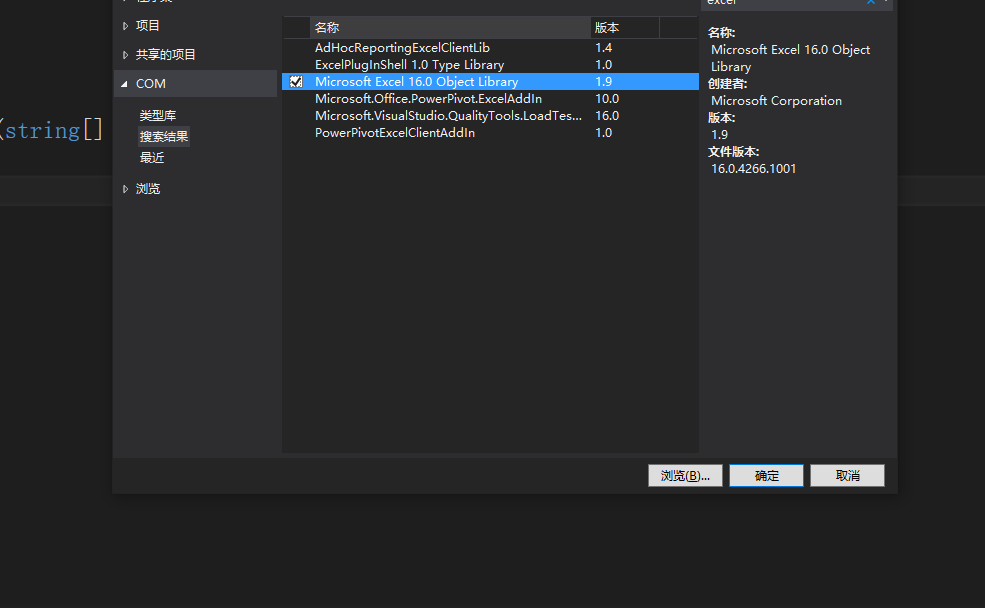 excel
项目
共享的项目
COM
类型库
搜索结果
最近
浏览
(string[]
名称 版本
AdHocReportingExcelClientLib 1.4
ExcelPlugInShell 1.0 Type Library 1.0
Microsoft Excel 16.0 Object Library 1.9
Microsoft.Office.PowerPivot.ExcelAddIn 10.0
Microsoft.VisualStudio.QualityTools.LoadTes... 16.0
PowerPivotExcelClientAddIn 1.0
名称:
Microsoft Excel 16.0 Object
Library
创建者:
Microsoft Corporation
版本:
1.9
文件版本:
16.0.4266.1001
浏览(B)... 确定 取消